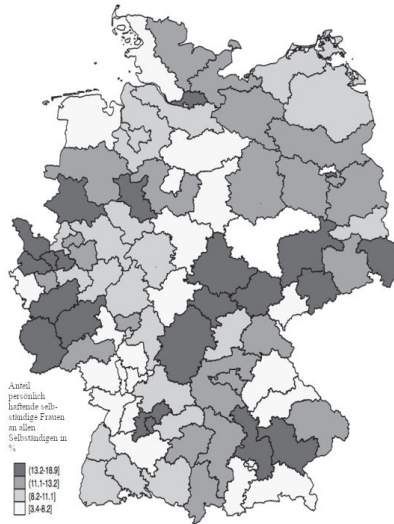 Anteil
persönlich
haftende selb-
ständige Frauen
an allen
Selbständigen in
%
(13.2-18.9]
(11.1-13.2]
(8.2-11.1]
[3.4-8.2]